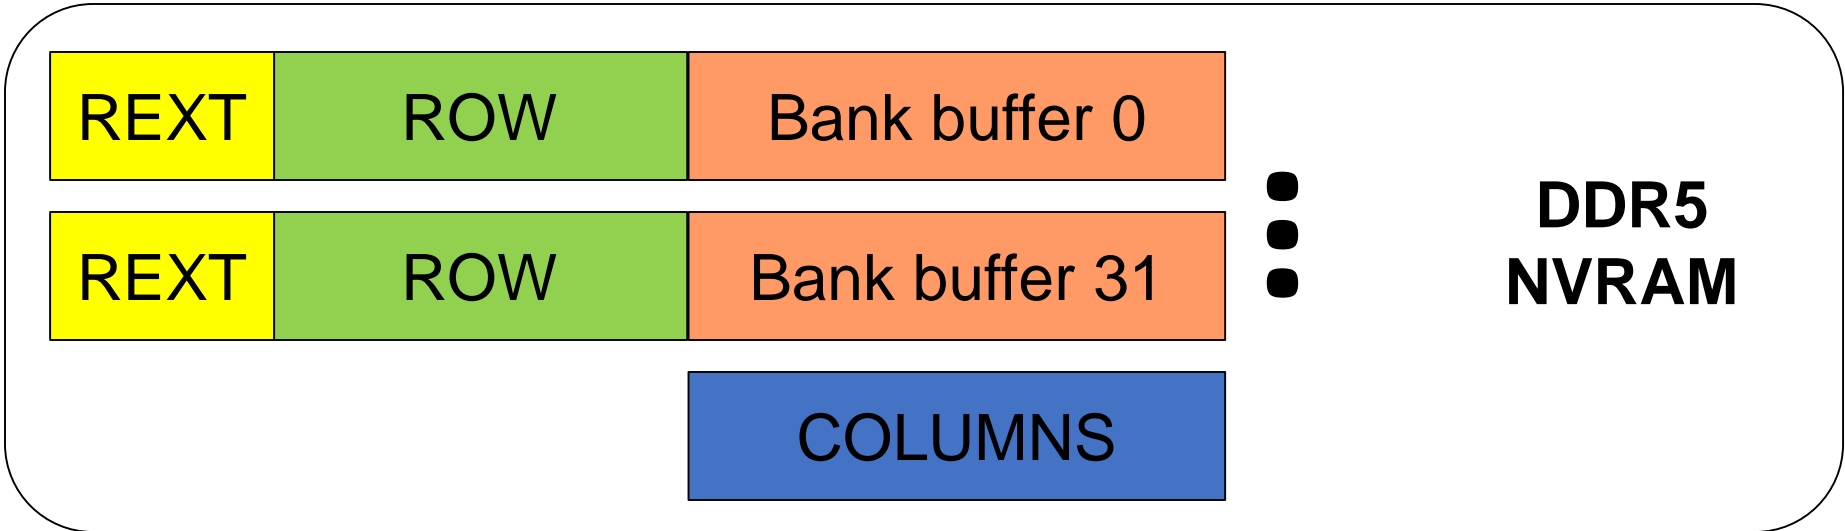 REXT ROW Bank buffer 0
REXT ROW Bank buffer 31
COLUMNS
DDR5
NVRAM